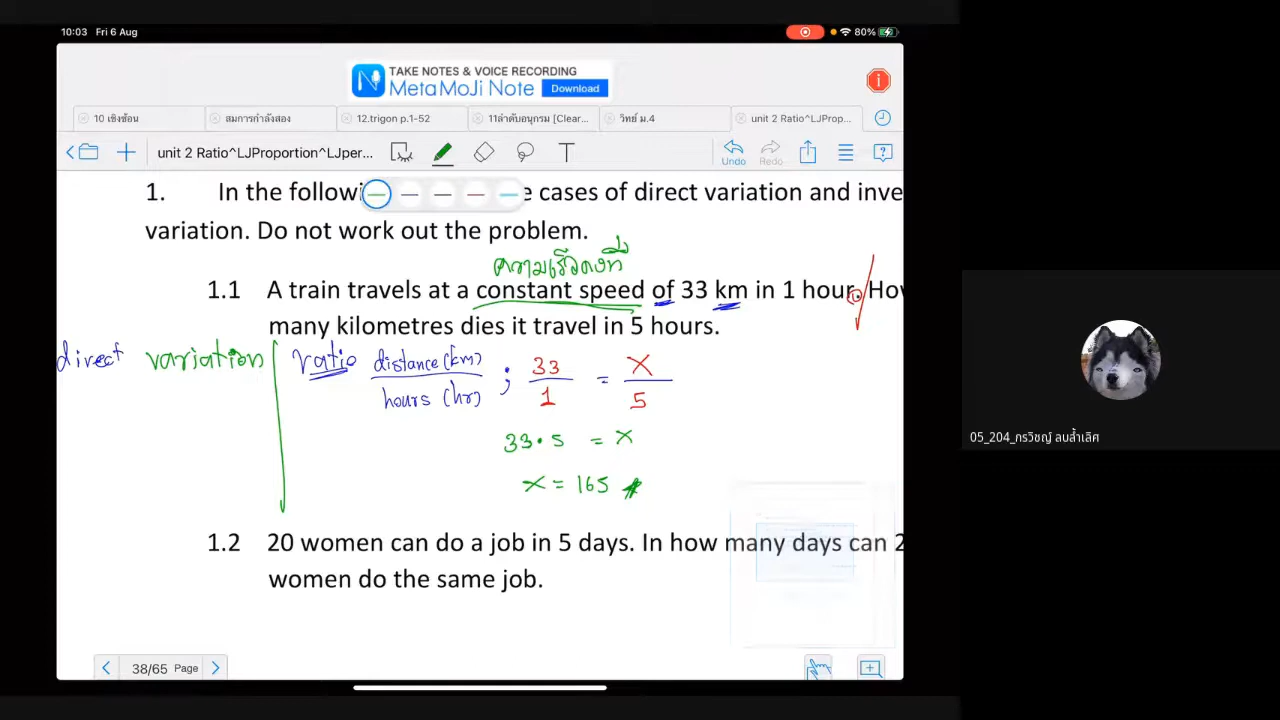 10:03 Fri 6 Aug 80%
TAKE NOTES & VOICE RECORDING
MetaMoJi Note Download
10 เชิงซ้อน สมการกำลังสอง 12.trigon p.1-52 11ลำดับอนุกรม [Clear... วิทย์ ม.4 unit 2 Ratio^LJProp...
unit 2 Ratio^LJProportion^LJper... T Undo Redo
1. In the followi e cases of direct variation and inve
variation. Do not work out the problem.
ความเร็วคงที่
1.1 A train travels at a constant speed of 33 km in 1 hour. Hov
many kilometres dies it travel in 5 hours.
direct variation ratio distance (km) / hours (hr) ; 33/1 = x/5
33 · 5 = x
x = 165
1.2 20 women can do a job in 5 days. In how many days can 2
women do the same job.
38/65 Page
05_204_กรวิชญ์ ลบล้ำเลิศ